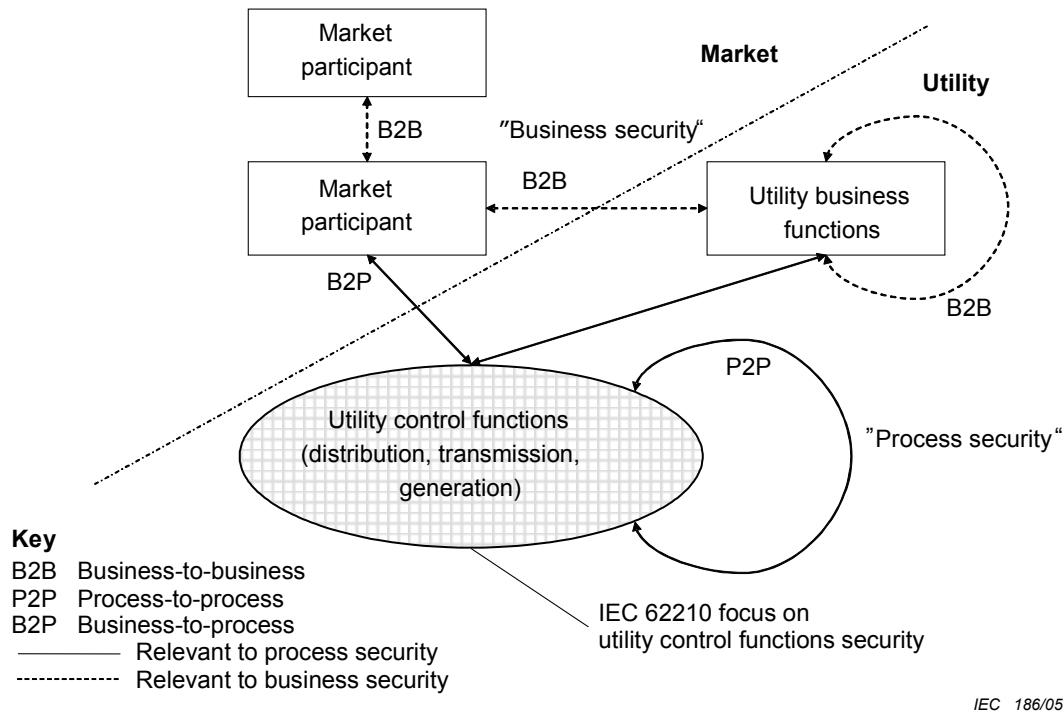 Market
participant
Market
Utility
B2B
”Business security“
Market
participant
B2B
Utility business
functions
B2P
B2B
P2P
Utility control functions
(distribution, transmission,
generation)
”Process security“
Key
B2B Business-to-business
P2P Process-to-process
B2P Business-to-process
Relevant to process security
Relevant to business security
IEC 62210 focus on
utility control functions security
IEC 186/05